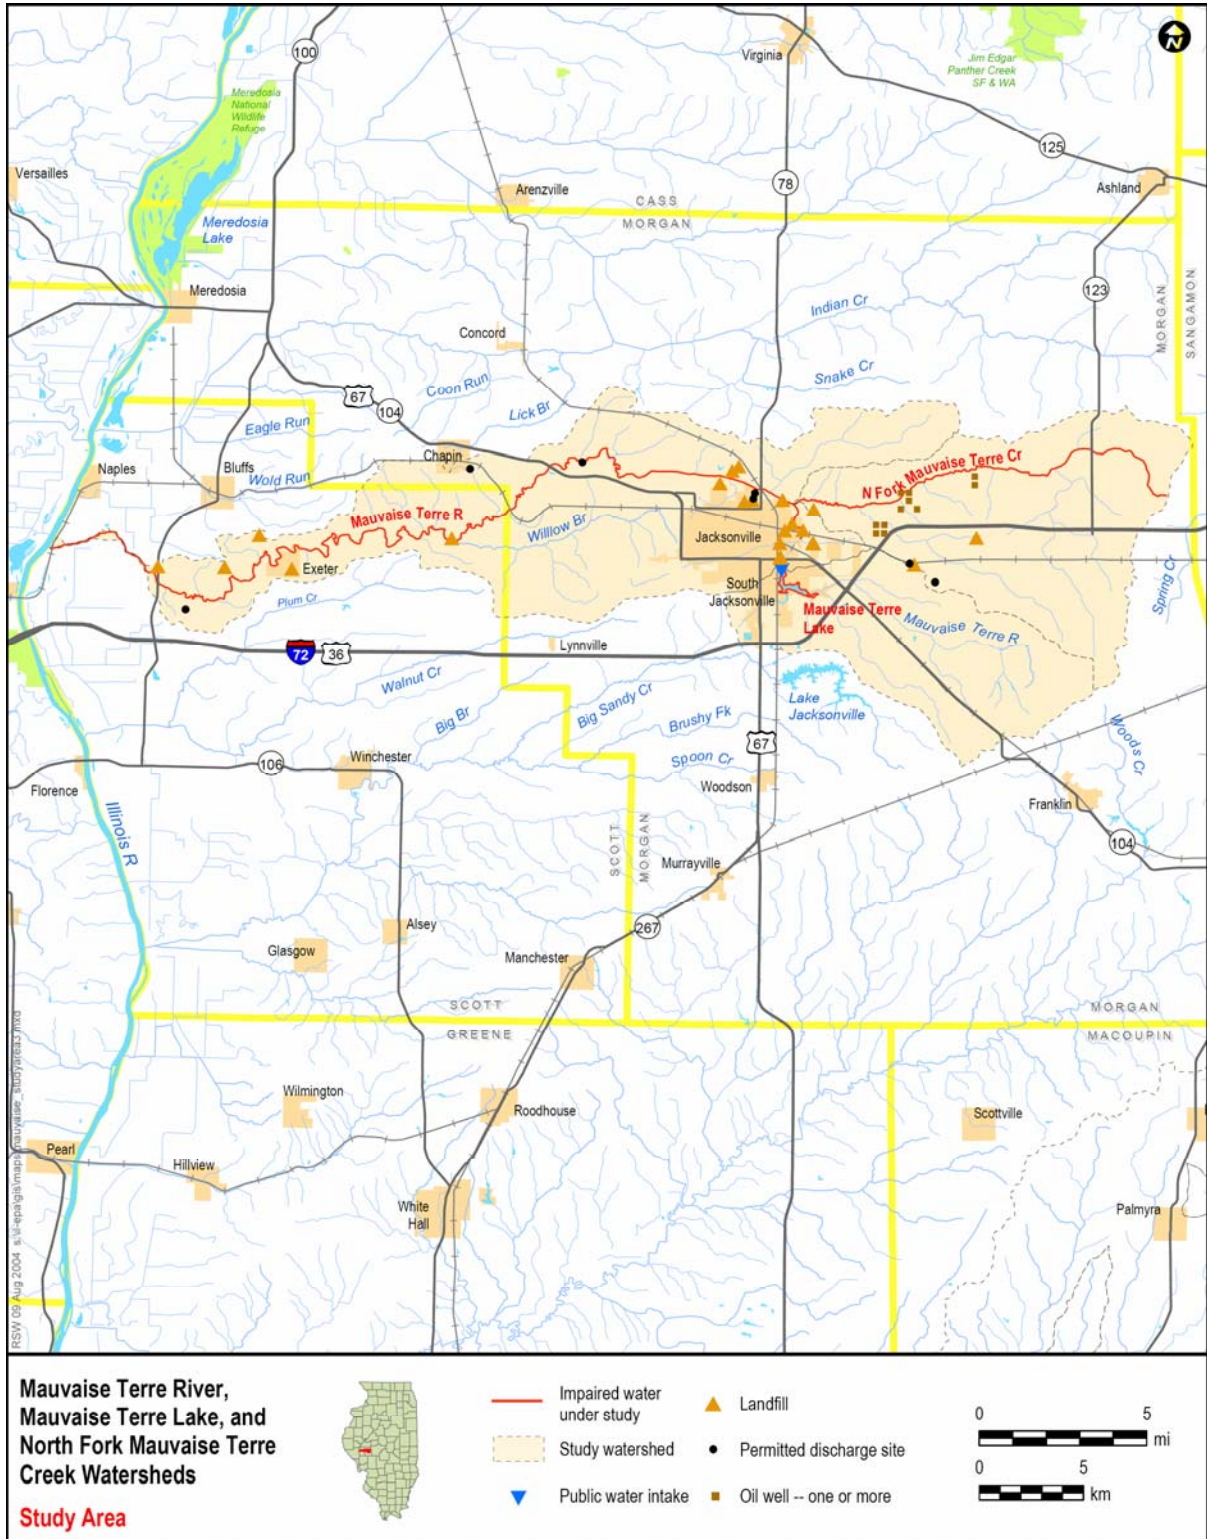 100
Virginia
N
Jim Edgar
Panther Creek
SF & WA
Meredosia
National
Wildlife
Refuge
125
Versailles
78
Ashland
Arenzville
CASS
MORGAN
Meredosia
Lake
MORGAN
SANGAMON
Meredosia
123
Indian Cr
Concord
Snake Cr
Coon Run
67
104
Lick Br
Eagle Run
Chapin
Naples
Bluffs
Wold Run
N Fork Mauvaise Terre Cr
Mauvaise Terre R
Willlow Br
Jacksonville
Exeter
Plum Cr
South
Jacksonville
Mauvaise Terre
Lake
Mauvaise Terre R
Spring Cr
72
36
Lynnville
Walnut Cr
Big Br
Big Sandy Cr
Brushy Fk
Lake
Jacksonville
Woods Cr
67
Spoon Cr
106
Winchester
Woodson
Florence
Franklin
Illinois R
SCOTT
MORGAN
104
Murrayville
Alsey
267
Glasgow
Manchester
SCOTT
GREENE
MORGAN
MACOUPIN
Wilmington
Roodhouse
Scottville
Pearl
Hillview
White
Hall
Palmyra
RSW 09 Aug 2004
Mauvaise Terre River,
Mauvaise Terre Lake, and
North Fork Mauvaise Terre
Creek Watersheds
Study Area
Impaired water
under study
Study watershed
Public water intake
Landfill
Permitted discharge site
Oil well -- one or more
0 5
mi
0 5
km